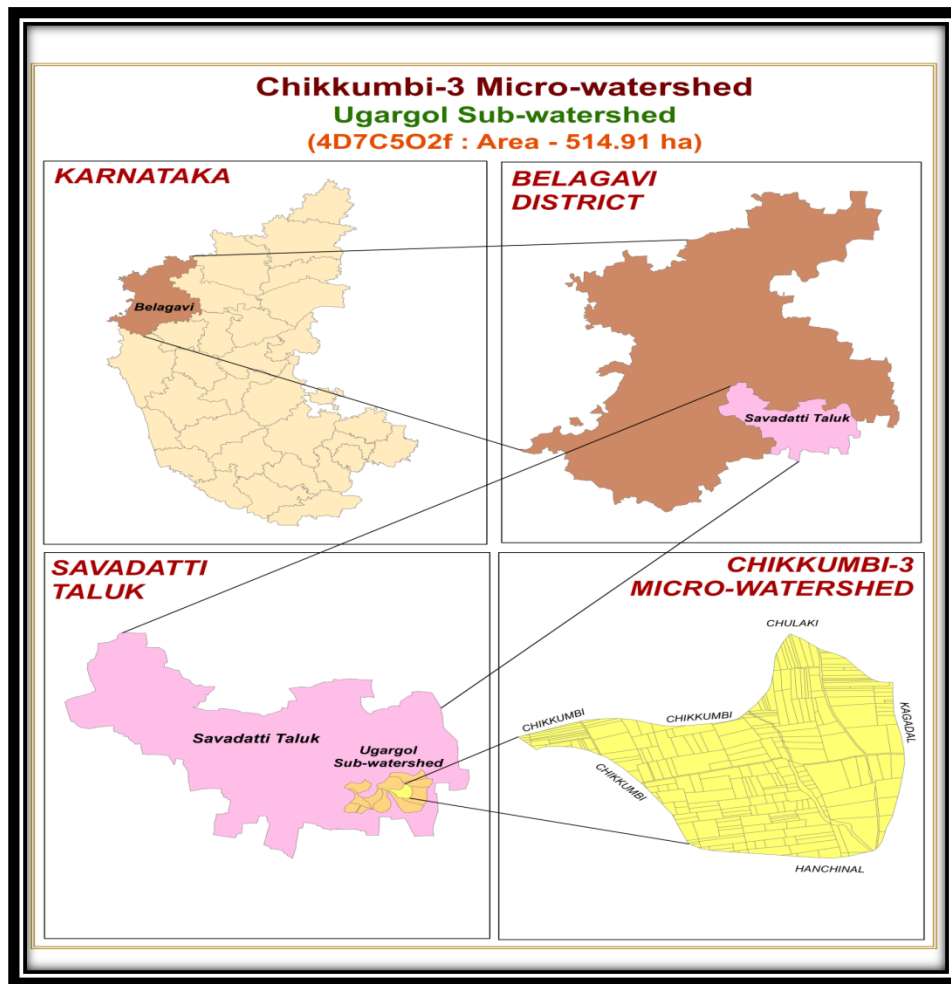 Chikkumbi-3 Micro-watershed
Ugargol Sub-watershed
(4D7C5O2f : Area - 514.91 ha)
KARNATAKA
Belagavi
BELAGAVI
DISTRICT
Savadatti Taluk
SAVADATTI
TALUK
Savadatti Taluk
Ugargol
Sub-watershed
CHIKKUMBI-3
MICRO-WATERSHED
CHULAKI
CHIKKUMBI
CHIKKUMBI
KAGADAL
CHIKKUMBI
HANCHINAL